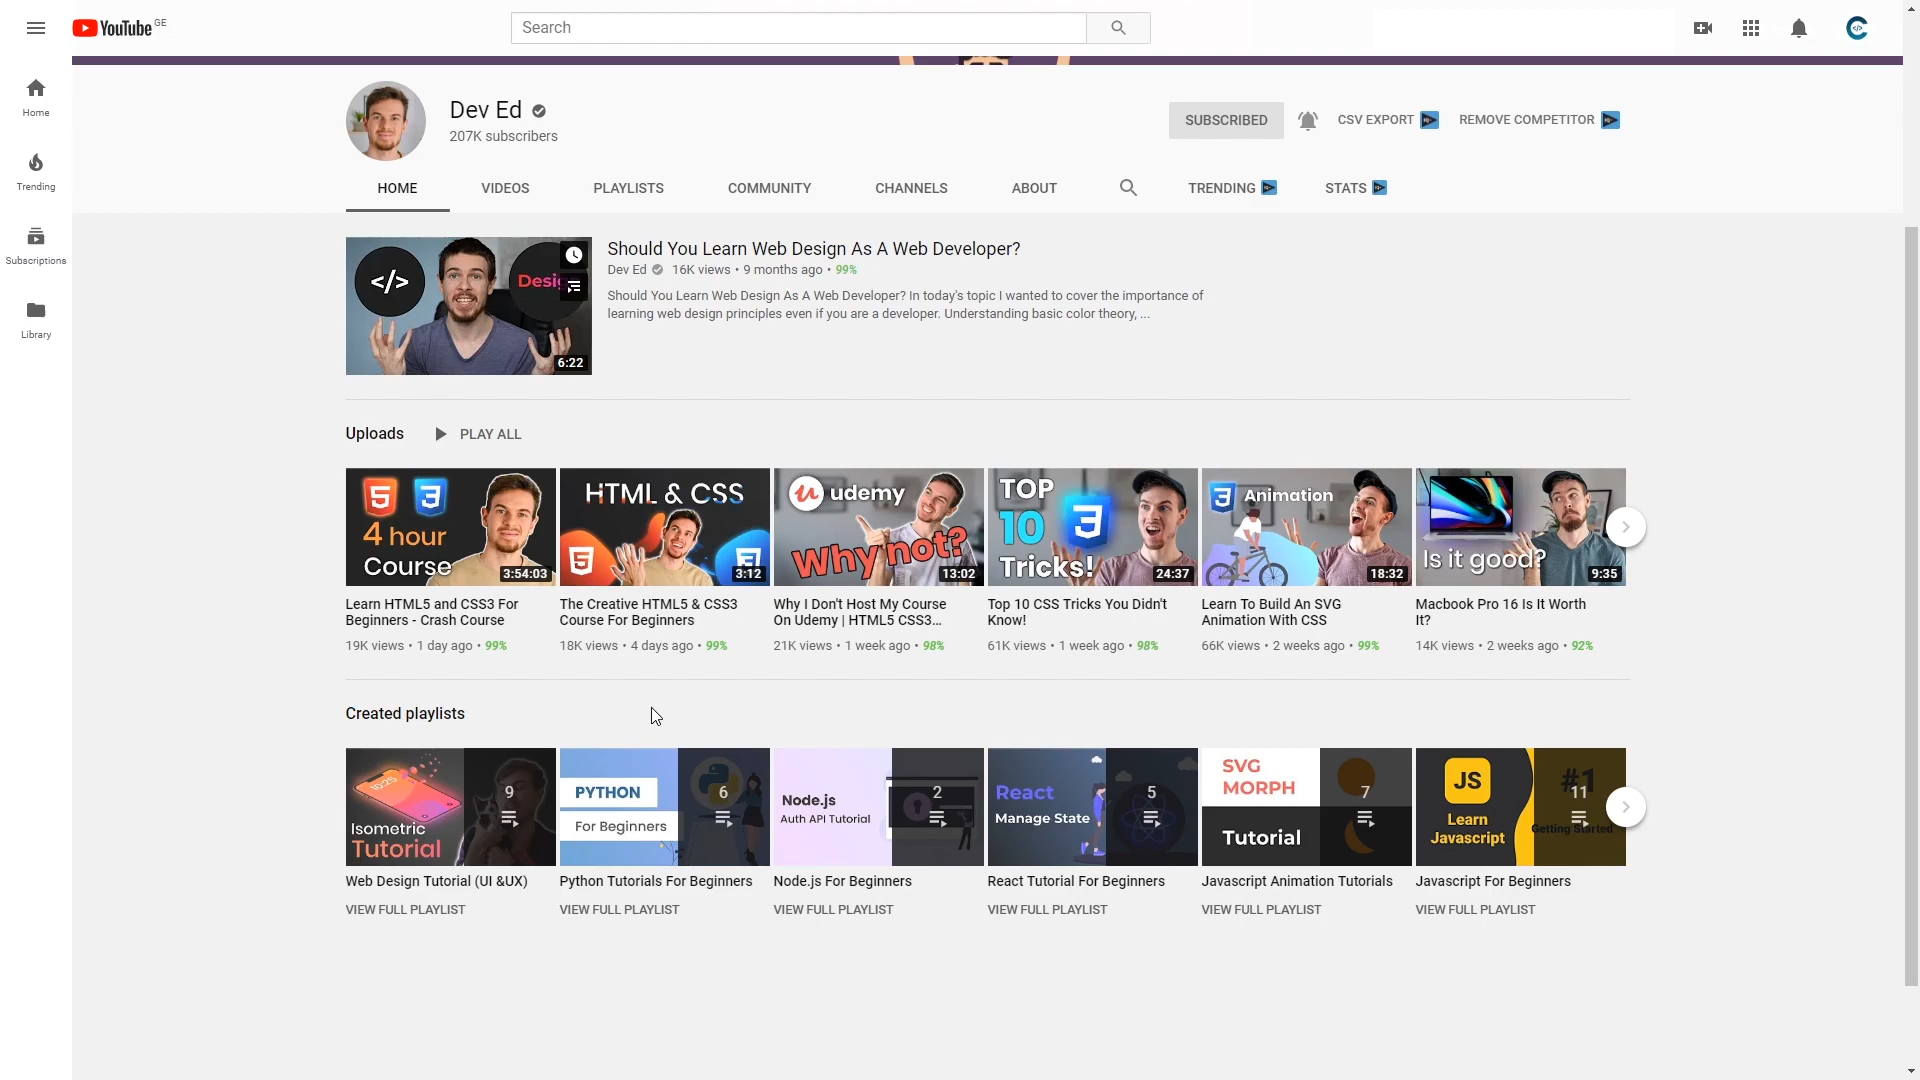 YouTube GE
Search
Home
Trending
Subscriptions
Library
Dev Ed
207K subscribers
SUBSCRIBED
CSV EXPORT
REMOVE COMPETITOR
HOME
VIDEOS
PLAYLISTS
COMMUNITY
CHANNELS
ABOUT
TRENDING
STATS
</>
6:22
Should You Learn Web Design As A Web Developer?
Dev Ed 16K views • 9 months ago • 99%
Should You Learn Web Design As A Web Developer? In today's topic I wanted to cover the importance of
learning web design principles even if you are a developer. Understanding basic color theory, ...
Uploads
PLAY ALL
5 3
4 hour
Course
3:54:03
Learn HTML5 and CSS3 For
Beginners - Crash Course
19K views • 1 day ago • 99%
HTML & CSS
3:12
The Creative HTML5 & CSS3
Course For Beginners
18K views • 4 days ago • 99%
udemy
Why not?
13:02
Why I Don't Host My Course
On Udemy | HTML5 CSS3...
21K views • 1 week ago • 98%
TOP
10
Tricks!
24:37
Top 10 CSS Tricks You Didn't
Know!
61K views • 1 week ago • 98%
3 Animation
18:32
Learn To Build An SVG
Animation With CSS
66K views • 2 weeks ago • 99%
Is it good?
9:35
Macbook Pro 16 Is It Worth
It?
14K views • 2 weeks ago • 92%
Created playlists
10:25
Isometric
Tutorial
9
Web Design Tutorial (UI &UX)
VIEW FULL PLAYLIST
PYTHON
For Beginners
6
Python Tutorials For Beginners
VIEW FULL PLAYLIST
Node.js
Auth API Tutorial
2
Node.js For Beginners
VIEW FULL PLAYLIST
React
Manage State
5
React Tutorial For Beginners
VIEW FULL PLAYLIST
SVG
MORPH
Tutorial
7
Javascript Animation Tutorials
VIEW FULL PLAYLIST
JS
Learn
Javascript
#1
Getting Started
11
Javascript For Beginners
VIEW FULL PLAYLIST